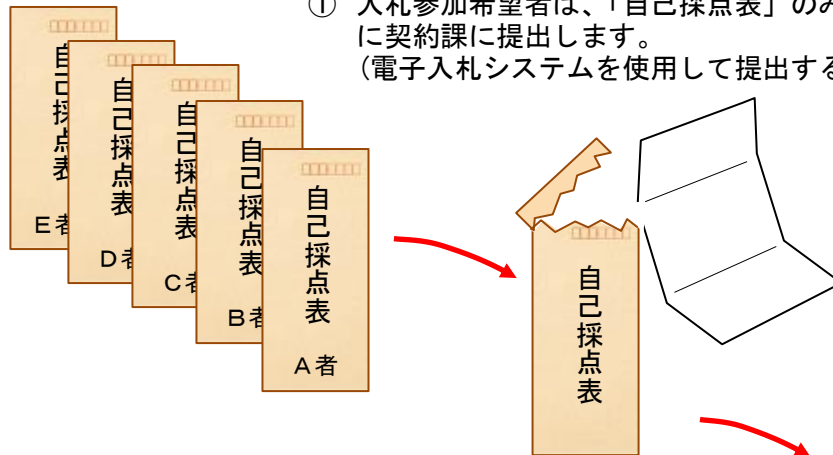 ① 入札参加希望者は、「自己採点表」のみ
に契約課に提出します。
（電子入札システムを使用して提出する
自己採点表
E者
自己採点表
D者
自己採点表
C者
自己採点表
B者
自己採点表
A者
自己採点表